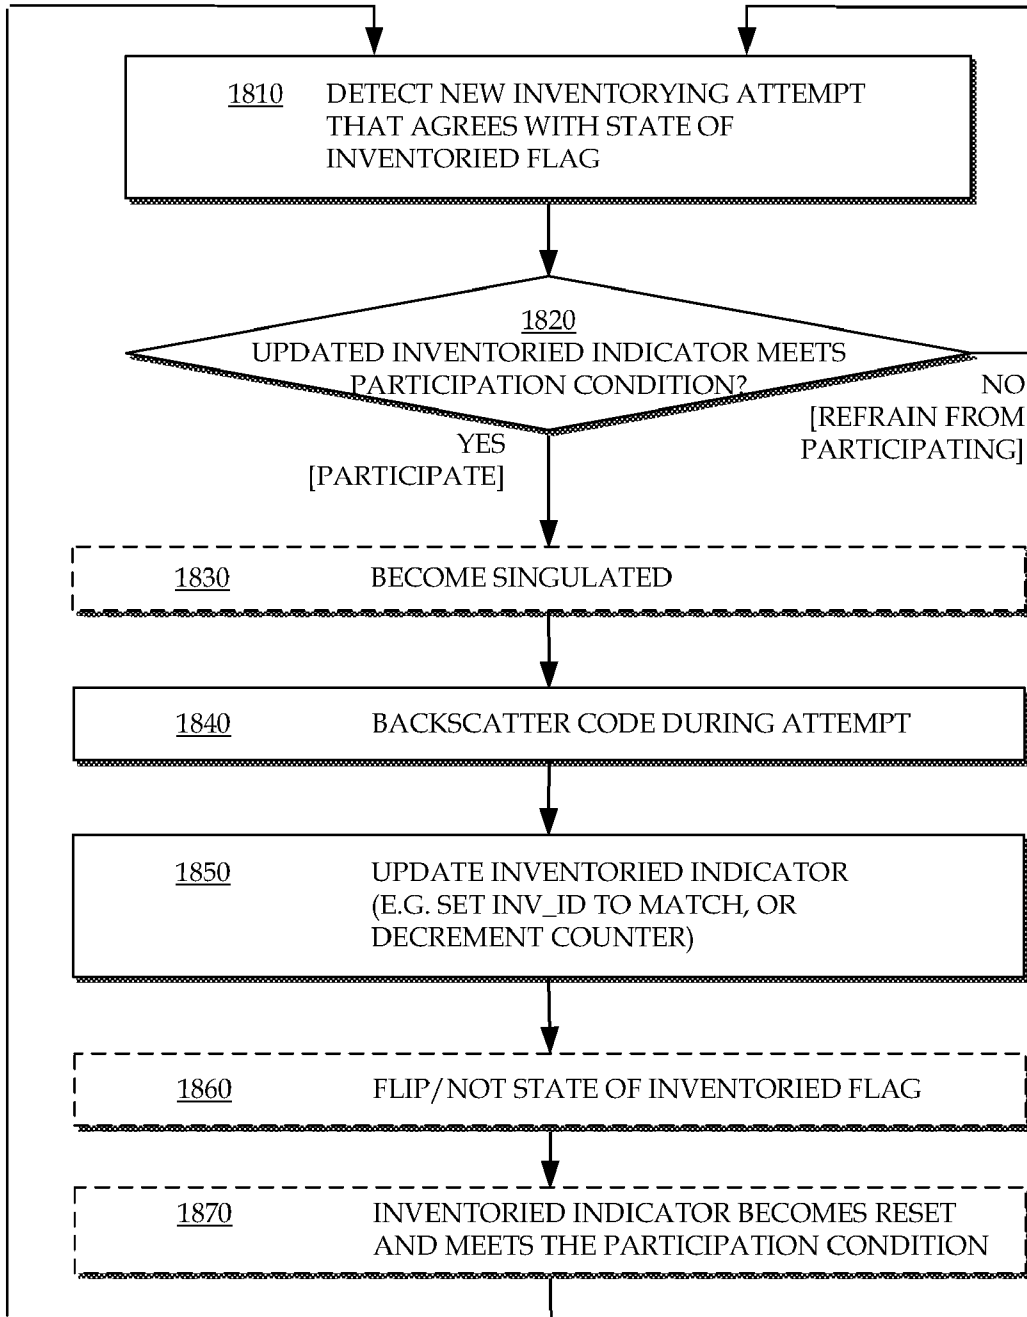 1810 DETECT NEW INVENTORYING ATTEMPT
THAT AGREES WITH STATE OF
INVENTORIED FLAG
1820
UPDATED INVENTORIED INDICATOR MEETS
PARTICIPATION CONDITION?
NO
[REFRAIN FROM
PARTICIPATING]
YES
[PARTICIPATE]
1830 BECOME SINGULATED
1840 BACKSCATTER CODE DURING ATTEMPT
1850 UPDATE INVENTORIED INDICATOR
(E.G. SET INV_ID TO MATCH, OR
DECREMENT COUNTER)
1860 FLIP/NOT STATE OF INVENTORIED FLAG
1870 INVENTORIED INDICATOR BECOMES RESET
AND MEETS THE PARTICIPATION CONDITION